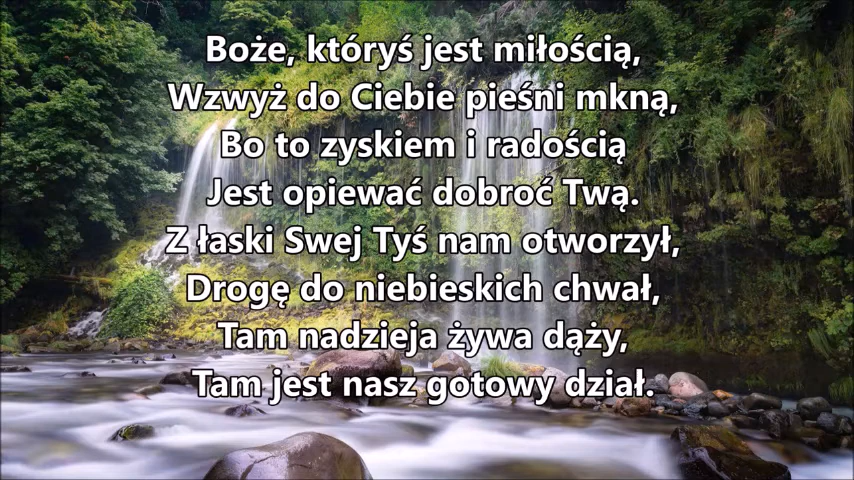 Boże, któryś jest miłością,
Wzwyż do Ciebie pieśni mkną,
Bo to zyskiem i radością
Jest opiewać dobroć Twą.
Z łaski Swej Tyś nam otworzył,
Drogę do niebieskich chwał,
Tam nadzieja żywa dąży,
Tam jest nasz gotowy dział.